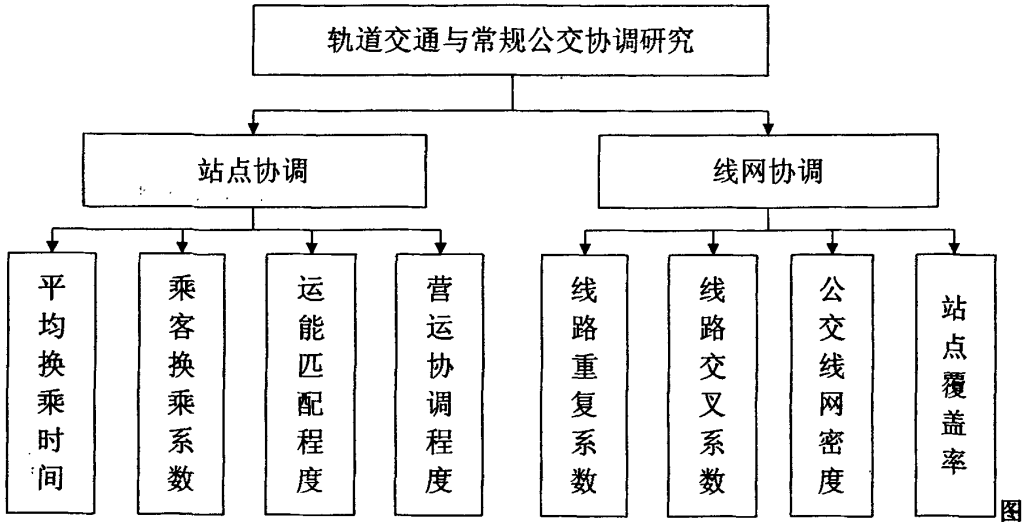 轨道交通与常规公交协调研究
站点协调
线网协调
平均换乘时间
乘客换乘系数
运能匹配程度
营运协调程度
线路重复系数
线路交叉系数
公交线网密度
站点覆盖率
图